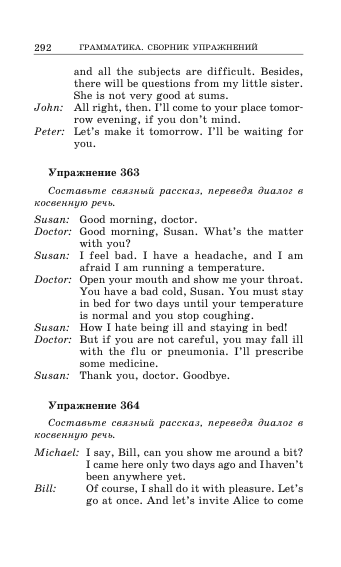 292 ГРАММАТИКА. СБОРНИК УПРАЖНЕНИЙ
and all the subjects are difficult. Besides,
there will be questions from my little sister.
She is not very good at sums.
John: All right, then. I'll come to your place tomor-
row evening, if you don't mind.
Peter: Let's make it tomorrow. I'll be waiting for
you.
Упражнение 363
Составьте связный рассказ, переведя диалог в
косвенную речь.
Susan: Good morning, doctor.
Doctor: Good morning, Susan. What's the matter
with you?
Susan: I feel bad. I have a headache, and I am
afraid I am running a temperature.
Doctor: Open your mouth and show me your throat.
You have a bad cold, Susan. You must stay
in bed for two days until your temperature
is normal and you stop coughing.
Susan: How I hate being ill and staying in bed!
Doctor: But if you are not careful, you may fall ill
with the flu or pneumonia. I'll prescribe
some medicine.
Susan: Thank you, doctor. Goodbye.
Упражнение 364
Составьте связный рассказ, переведя диалог в
косвенную речь.
Michael: I say, Bill, can you show me around a bit?
I came here only two days ago and Ihaven't
been anywhere yet.
Bill: Of course, I shall do it with pleasure. Let's
go at once. And let's invite Alice to come